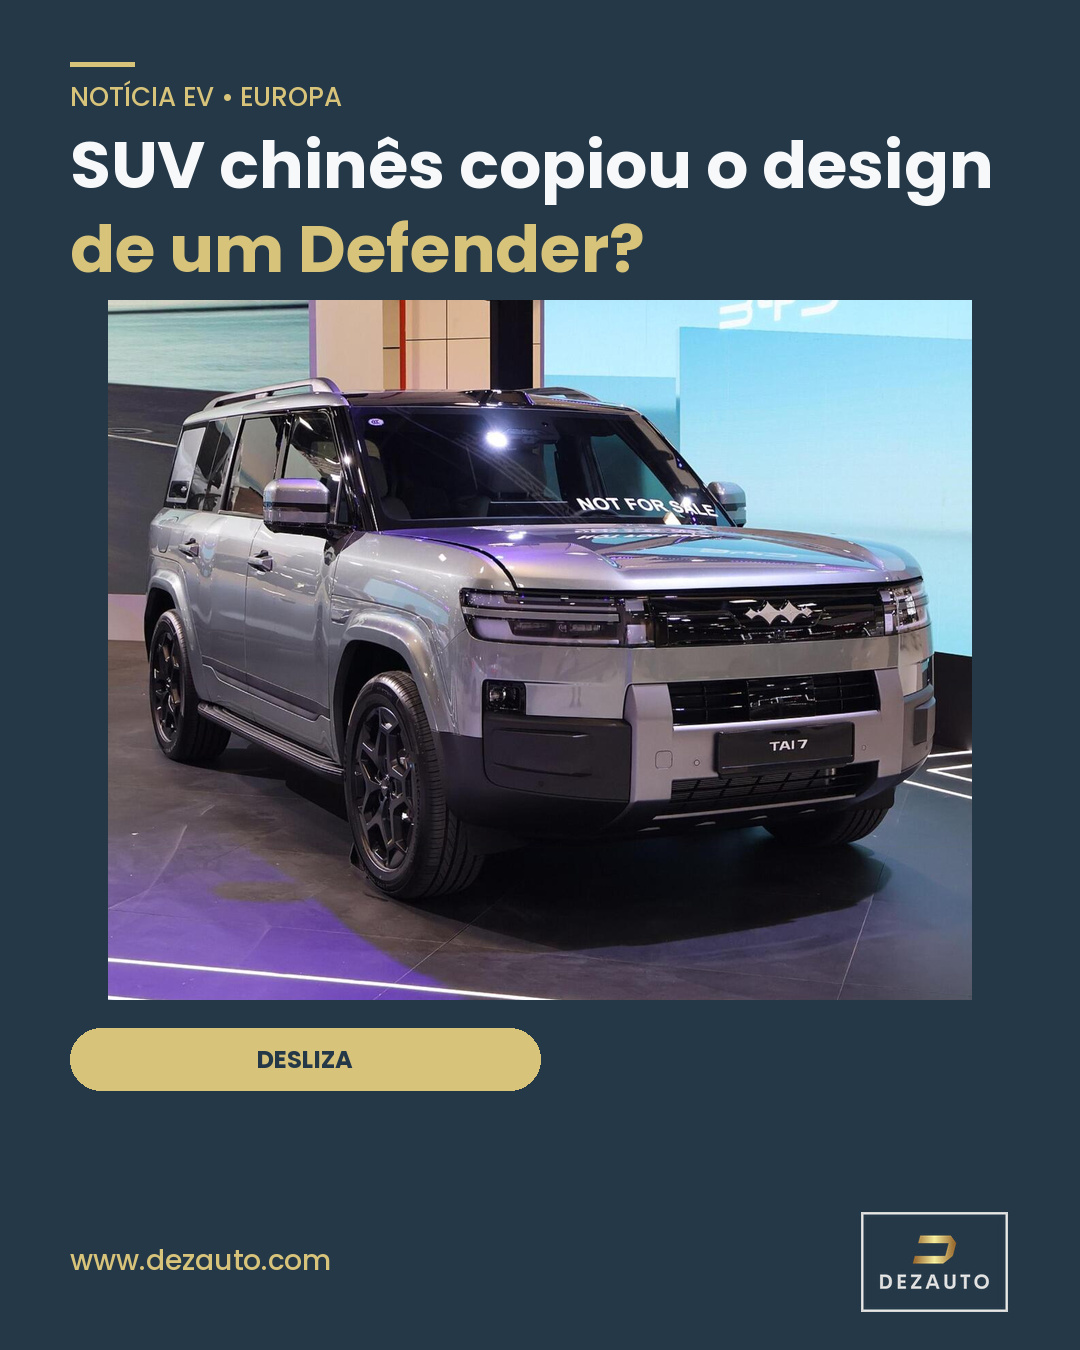 NOTÍCIA EV • EUROPA
SUV chinês copiou o design
de um Defender?
BYD
NOT FOR SALE
TAI 7
DESLIZA
www.dezauto.com
DEZAUTO